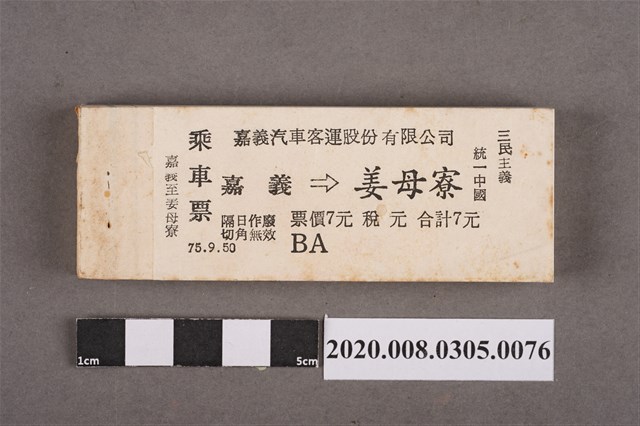 嘉義汽車客運股份有限公司
乘車票
嘉義至姜母寮
嘉義⇨姜母寮
三民主義
統一中國
隔日作廢
切角無效
票價7元 稅 元 合計7元
75.9.50
BA
1cm
5cm
2020.008.0305.0076